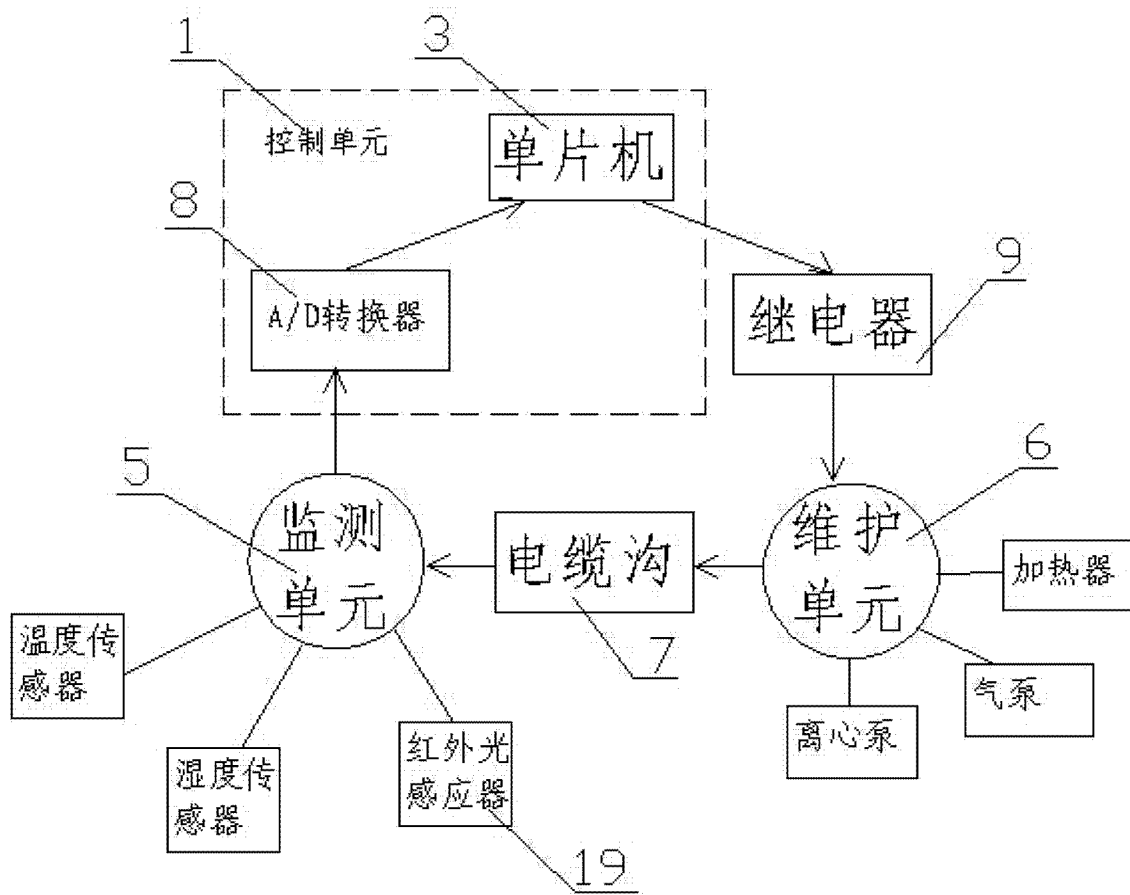 1
3
控制单元
单片机
8
9
A/D转换器
继电器
5
6
监测
单元
电缆沟
维护
单元
加热器
7
温度传
感器
气泵
离心泵
湿度传
感器
红外光
感应器
19